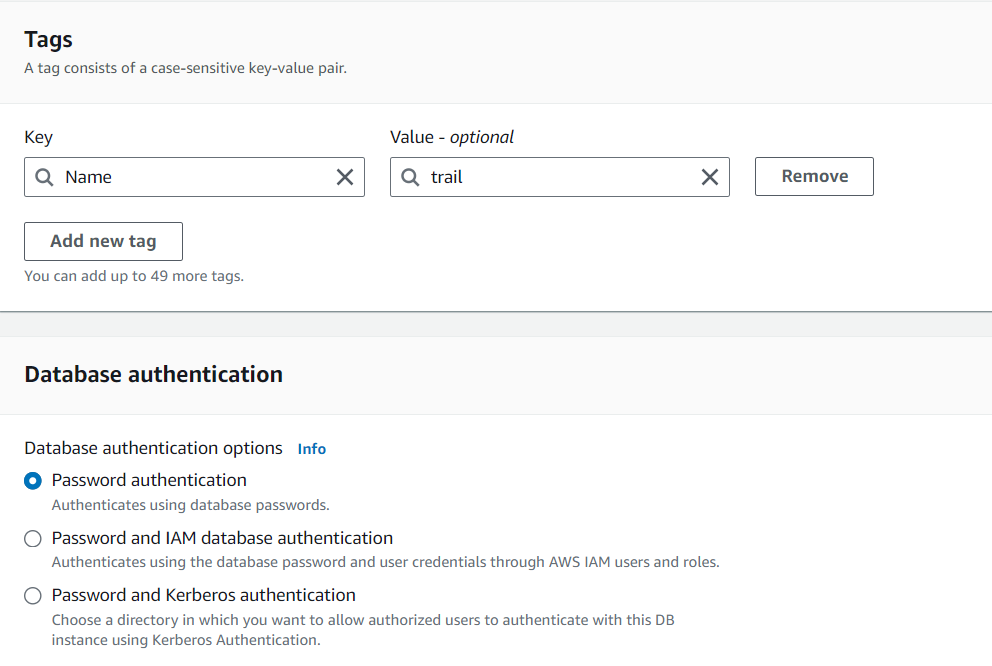 Tags
A tag consists of a case-sensitive key-value pair.
Key
Value - optional
Name
trail
Remove
Add new tag
You can add up to 49 more tags.
Database authentication
Database authentication options Info
Password authentication
Authenticates using database passwords.
Password and IAM database authentication
Authenticates using the database password and user credentials through AWS IAM users and roles.
Password and Kerberos authentication
Choose a directory in which you want to allow authorized users to authenticate with this DB
instance using Kerberos Authentication.